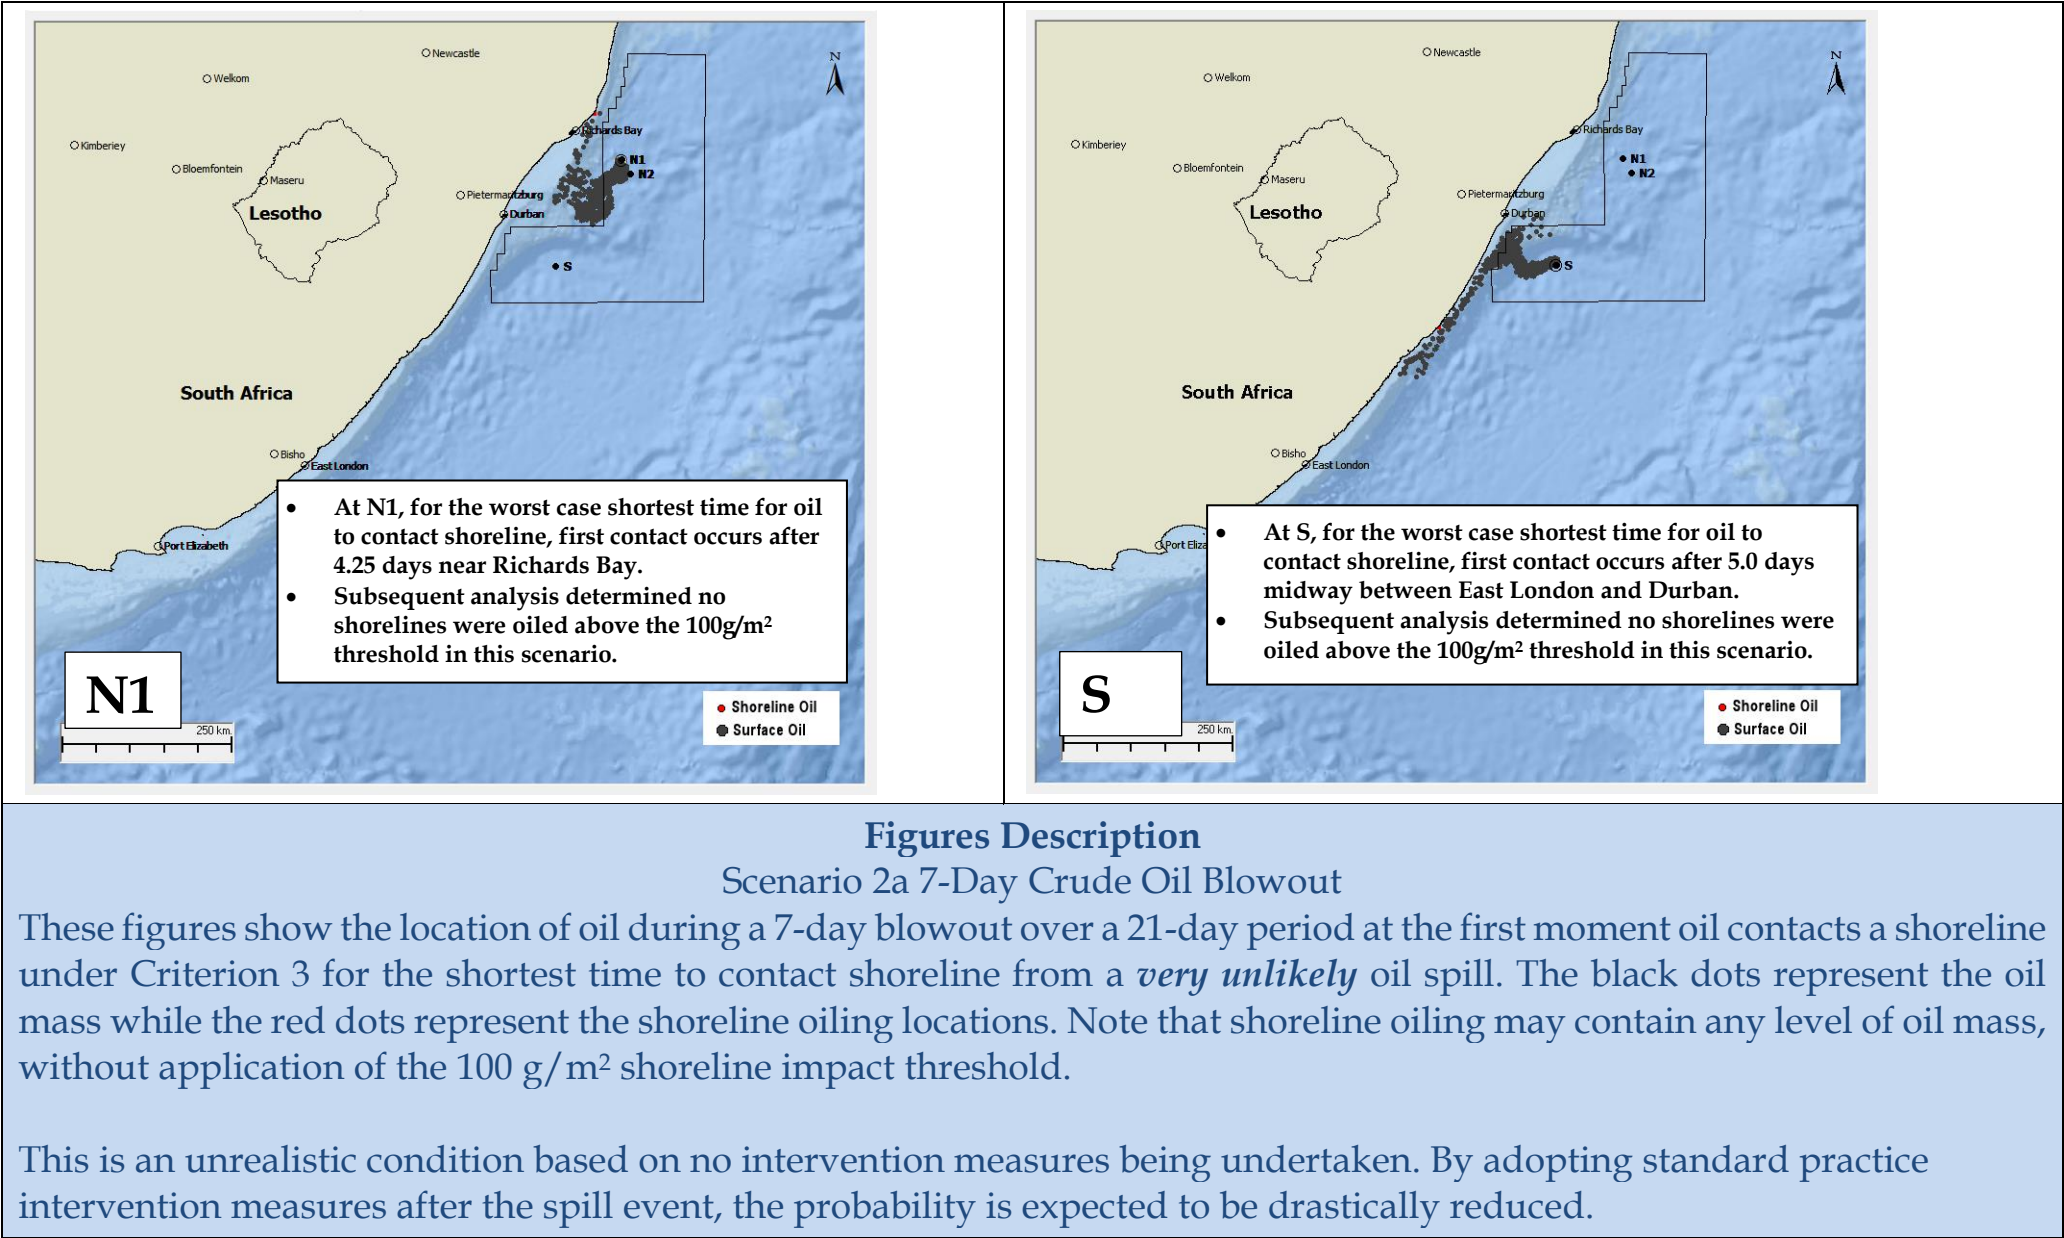 Newcastle
N
Welkom
Richards Bay
Kimberley
N1
Bloemfontein
N2
Maseru
Pietermaritzburg
Lesotho
Durban
S
South Africa
Bisho
East London
Port Elizabeth
• At N1, for the worst case shortest time for oil
to contact shoreline, first contact occurs after
4.25 days near Richards Bay.
• Subsequent analysis determined no
shorelines were oiled above the 100g/m²
threshold in this scenario.
N1
250 km.
Shoreline Oil
Surface Oil
Newcastle
N
Welkom
Richards Bay
Kimberley
N1
Bloemfontein
N2
Maseru
Pietermaritzburg
Lesotho
Durban
S
South Africa
Bisho
East London
Port Eliza
• At S, for the worst case shortest time for oil to
contact shoreline, first contact occurs after 5.0 days
midway between East London and Durban.
• Subsequent analysis determined no shorelines were
oiled above the 100g/m² threshold in this scenario.
S
250 km.
Shoreline Oil
Surface Oil
Figures Description
Scenario 2a 7-Day Crude Oil Blowout
These figures show the location of oil during a 7-day blowout over a 21-day period at the first moment oil contacts a shoreline
under Criterion 3 for the shortest time to contact shoreline from a very unlikely oil spill. The black dots represent the oil
mass while the red dots represent the shoreline oiling locations. Note that shoreline oiling may contain any level of oil mass,
without application of the 100 g/m² shoreline impact threshold.
This is an unrealistic condition based on no intervention measures being undertaken. By adopting standard practice
intervention measures after the spill event, the probability is expected to be drastically reduced.